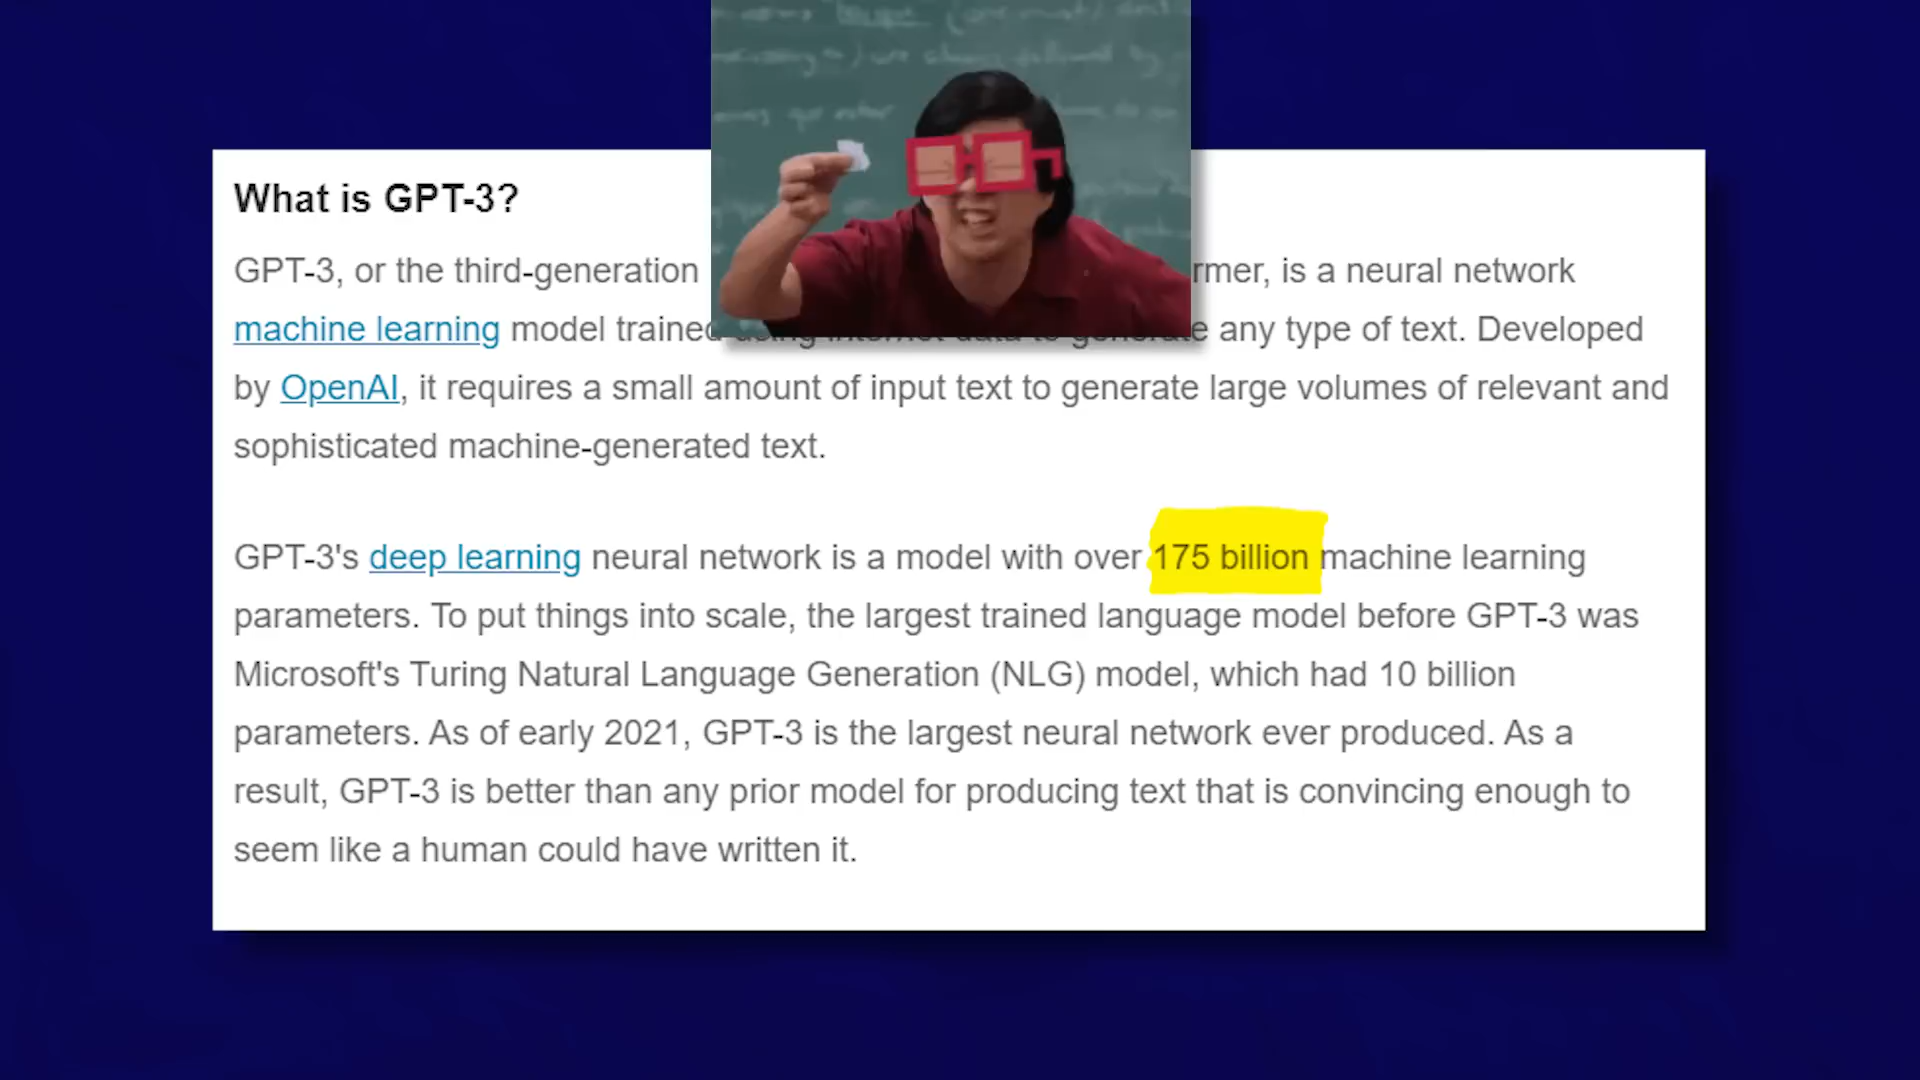 What is GPT-3?
GPT-3, or the third-generation rmer, is a neural network
machine learning model trained using internet data to generate any type of text. Developed
by OpenAI, it requires a small amount of input text to generate large volumes of relevant and
sophisticated machine-generated text.
GPT-3's deep learning neural network is a model with over 175 billion machine learning
parameters. To put things into scale, the largest trained language model before GPT-3 was
Microsoft's Turing Natural Language Generation (NLG) model, which had 10 billion
parameters. As of early 2021, GPT-3 is the largest neural network ever produced. As a
result, GPT-3 is better than any prior model for producing text that is convincing enough to
seem like a human could have written it.